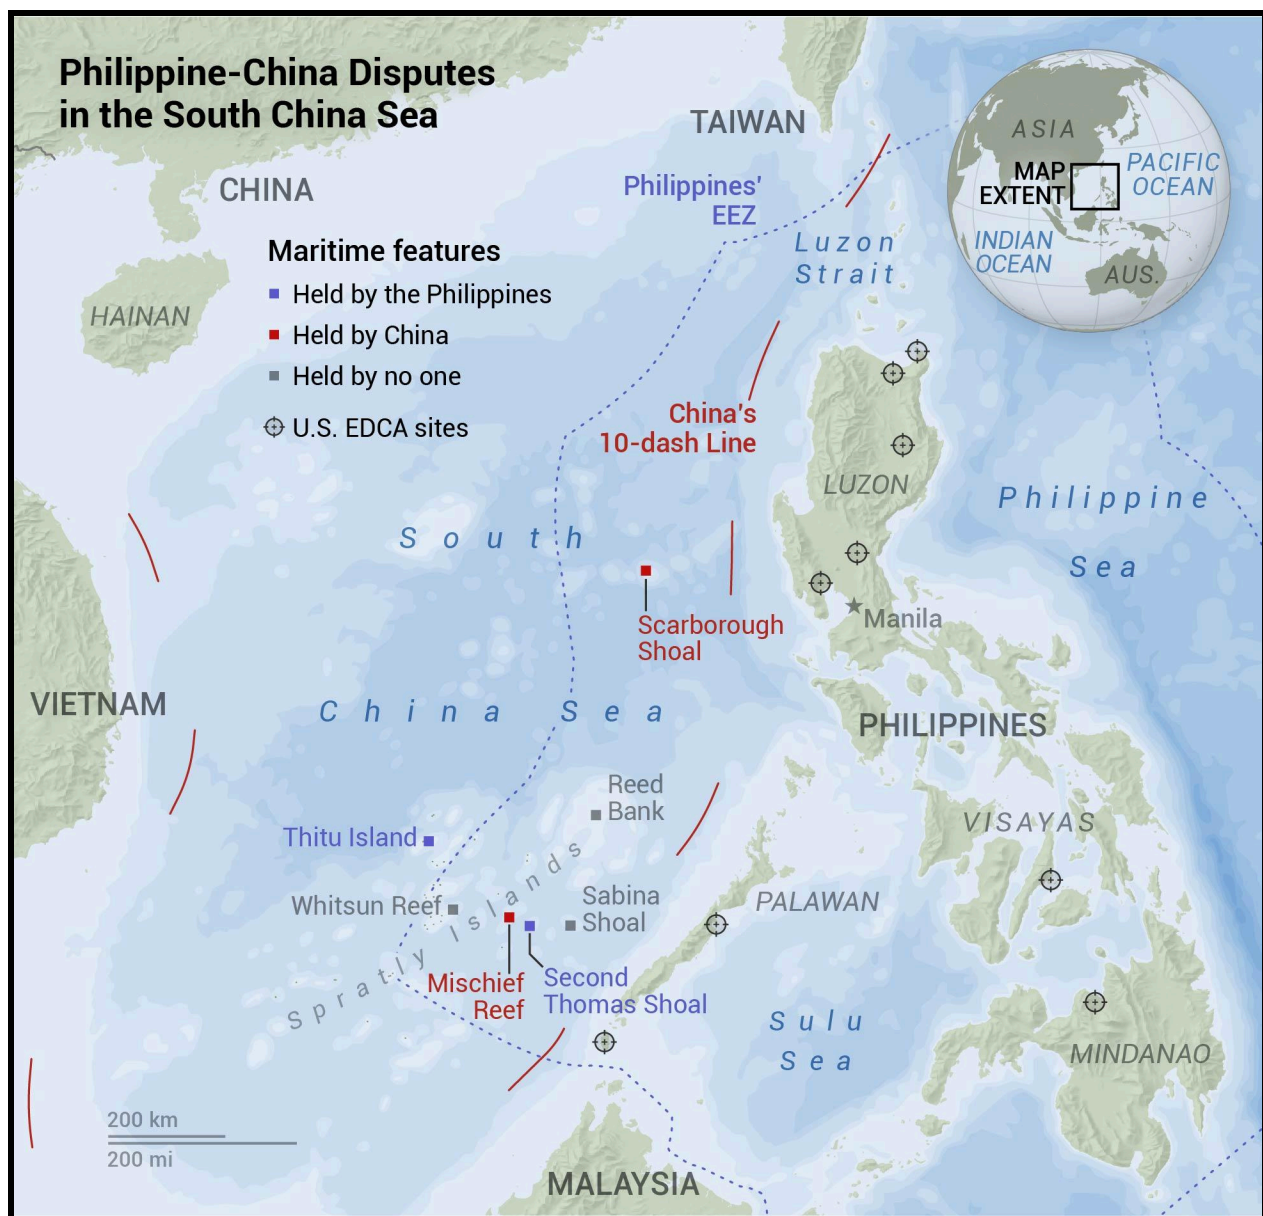 Philippine-China Disputes
in the South China Sea
TAIWAN
ASIA
MAP
EXTENT
PACIFIC
OCEAN
INDIAN
OCEAN
AUS.
CHINA
Philippines'
EEZ
Luzon
Strait
Maritime features
Held by the Philippines
Held by China
Held by no one
U.S. EDCA sites
HAINAN
China's
10-dash Line
LUZON
Philippine
Sea
South
China Sea
Scarborough
Shoal
Manila
VIETNAM
PHILIPPINES
Reed
Bank
Thitu Island
VISAYAS
Whitsun Reef
Spratly Islands
Sabina
Shoal
PALAWAN
Mischief
Reef
Second
Thomas Shoal
Sulu
Sea
MINDANAO
200 km
200 mi
MALAYSIA